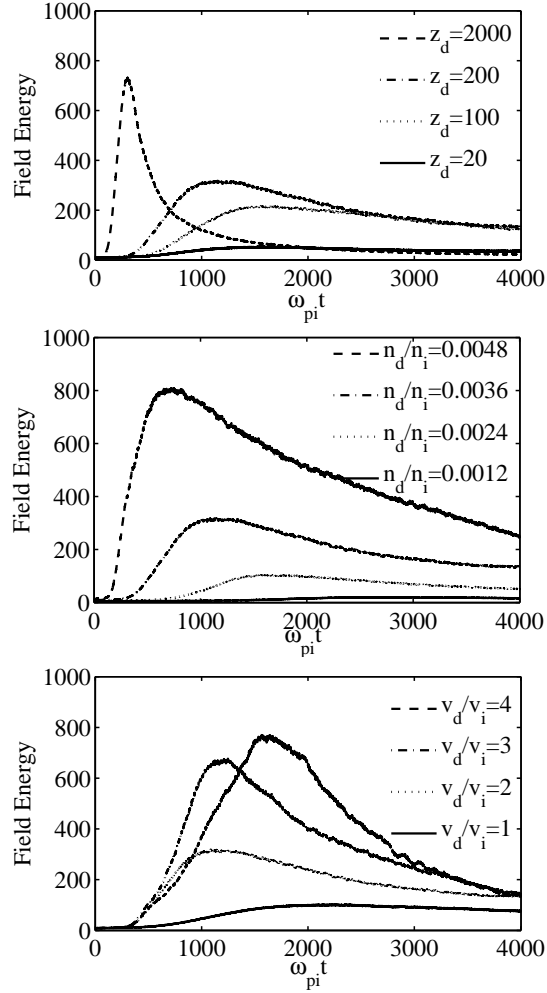 1000
800
600
400
200
0
Field Energy
z_d=2000
z_d=200
z_d=100
z_d=20
0 1000 2000 3000 4000
ω_pi t
1000
800
600
400
200
0
Field Energy
n_d/n_i=0.0048
n_d/n_i=0.0036
n_d/n_i=0.0024
n_d/n_i=0.0012
0 1000 2000 3000 4000
ω_pi t
1000
800
600
400
200
0
Field Energy
v_d/v_i=4
v_d/v_i=3
v_d/v_i=2
v_d/v_i=1
0 1000 2000 3000 4000
ω_pi t